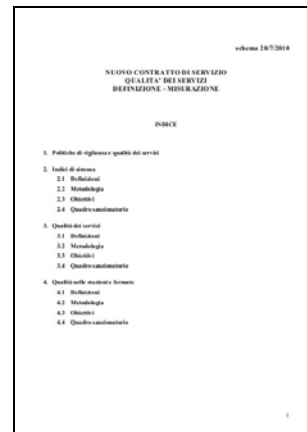 schema 28/7/2010
NUOVO CONTRATTO DI SERVIZIO
QUALITA' DEI SERVIZI
DEFINIZIONE - MISURAZIONE
INDICE
1. Politiche di vigilanza e qualità dei servizi
2. Indici di sistema
2.1 Definizioni
2.2 Metodologia
2.3 Obiettivi
2.4 Quadro sanzionatorio
3. Qualità dei servizi
3.1 Definizioni
3.2 Metodologia
3.3 Obiettivi
3.4 Quadro sanzionatorio
4. Qualità nelle stazioni e fermate
4.1 Definizioni
4.2 Metodologia
4.3 Obiettivi
4.4 Quadro sanzionatorio
1